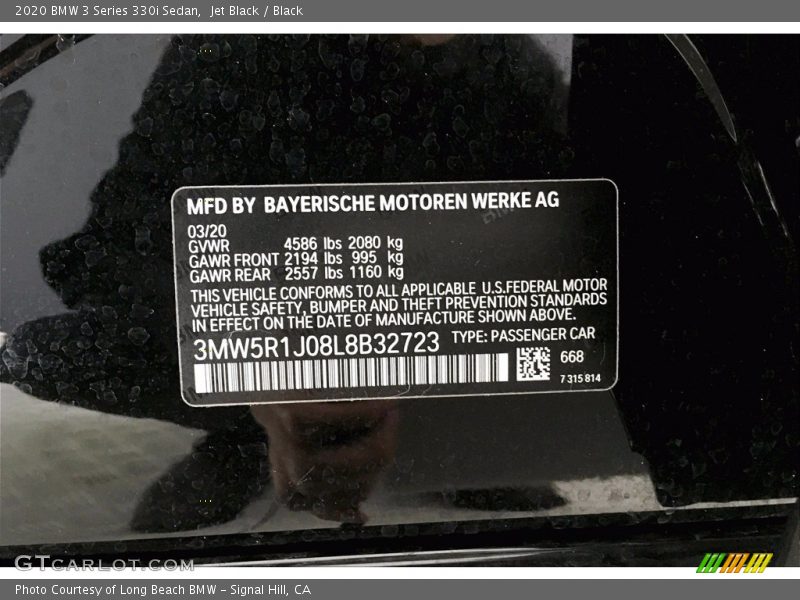 2020 BMW 3 Series 330i Sedan, Jet Black / Black
MFD BY BAYERISCHE MOTOREN WERKE AG
03/20
GVWR 4586 lbs 2080 kg
GAWR FRONT 2194 lbs 995 kg
GAWR REAR 2557 lbs 1160 kg
THIS VEHICLE CONFORMS TO ALL APPLICABLE U.S.FEDERAL MOTOR
VEHICLE SAFETY, BUMPER AND THEFT PREVENTION STANDARDS
IN EFFECT ON THE DATE OF MANUFACTURE SHOWN ABOVE.
3MW5R1J08L8B32723 TYPE: PASSENGER CAR
668
7 315 814
GTCARLOT.COM
Photo Courtesy of Long Beach BMW - Signal Hill, CA